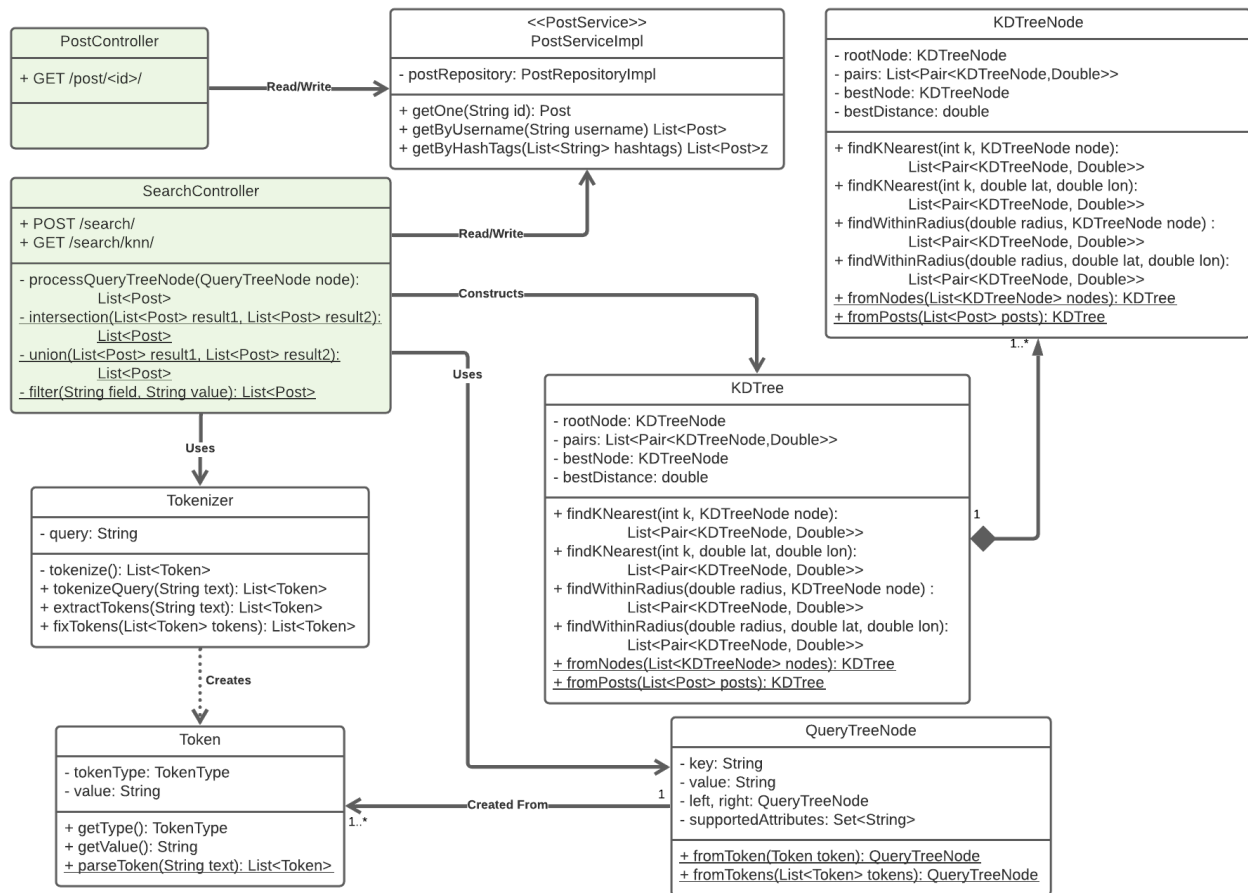 PostController
+ GET /post/<id>/
Read/Write
<<PostService>>
PostServiceImpl
- postRepository: PostRepositoryImpl
+ getOne(String id): Post
+ getByUsername(String username) List<Post>
+ getByHashTags(List<String> hashtags) List<Post>z
KDTreeNode
- rootNode: KDTreeNode
- pairs: List<Pair<KDTreeNode,Double>>
- bestNode: KDTreeNode
- bestDistance: double
+ findKNearest(int k, KDTreeNode node):
List<Pair<KDTreeNode, Double>>
+ findKNearest(int k, double lat, double lon):
List<Pair<KDTreeNode, Double>>
+ findWithinRadius(double radius, KDTreeNode node) :
List<Pair<KDTreeNode, Double>>
+ findWithinRadius(double radius, double lat, double lon):
List<Pair<KDTreeNode, Double>>
+ fromNodes(List<KDTreeNode> nodes): KDTree
+ fromPosts(List<Post> posts): KDTree
1..*
SearchController
+ POST /search/
+ GET /search/knn/
- processQueryTreeNode(QueryTreeNode node):
List<Post>
- intersection(List<Post> result1, List<Post> result2):
List<Post>
- union(List<Post> result1, List<Post> result2):
List<Post>
- filter(String field, String value): List<Post>
Read/Write
Constructs
Uses
Uses
KDTree
- rootNode: KDTreeNode
- pairs: List<Pair<KDTreeNode,Double>>
- bestNode: KDTreeNode
- bestDistance: double
+ findKNearest(int k, KDTreeNode node):
List<Pair<KDTreeNode, Double>>
+ findKNearest(int k, double lat, double lon):
List<Pair<KDTreeNode, Double>>
+ findWithinRadius(double radius, KDTreeNode node) :
List<Pair<KDTreeNode, Double>>
+ findWithinRadius(double radius, double lat, double lon):
List<Pair<KDTreeNode, Double>>
+ fromNodes(List<KDTreeNode> nodes): KDTree
+ fromPosts(List<Post> posts): KDTree
1
Tokenizer
- query: String
- tokenize(): List<Token>
+ tokenizeQuery(String text): List<Token>
+ extractTokens(String text): List<Token>
+ fixTokens(List<Token> tokens): List<Token>
Creates
Token
- tokenType: TokenType
- value: String
+ getType(): TokenType
+ getValue(): String
+ parseToken(String text): List<Token>
1..*
Created From
1
QueryTreeNode
- key: String
- value: String
- left, right: QueryTreeNode
- supportedAttributes: Set<String>
+ fromToken(Token token): QueryTreeNode
+ fromTokens(List<Token> tokens): QueryTreeNode